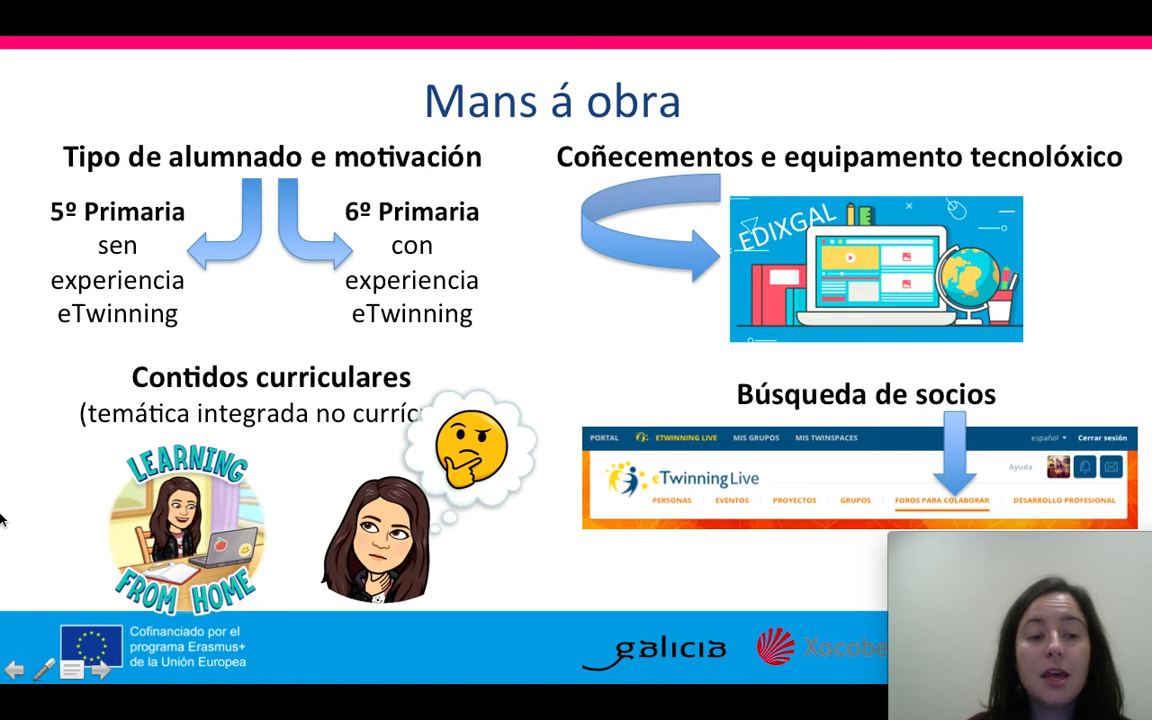 Mans á obra
Tipo de alumnado e motivación
5º Primaria
sen
experiencia
eTwinning
6º Primaria
con
experiencia
eTwinning
Coñecementos e equipamento tecnolóxico
EDIXGAL
Contidos curriculares
(temática integrada no curríc
LEARNING
FROM HOME
Búsqueda de socios
PORTAL ETWINNING LIVE MIS GRUPOS MIS TWINSPACES español Cerrar sesión
Ayuda
eTwinning Live
PERSONAS EVENTOS PROYECTOS GRUPOS FOROS PARA COLABORAR DESARROLLO PROFESIONAL
Cofinanciado por el
programa Erasmus+
de la Unión Europea
galicia
Xacobe